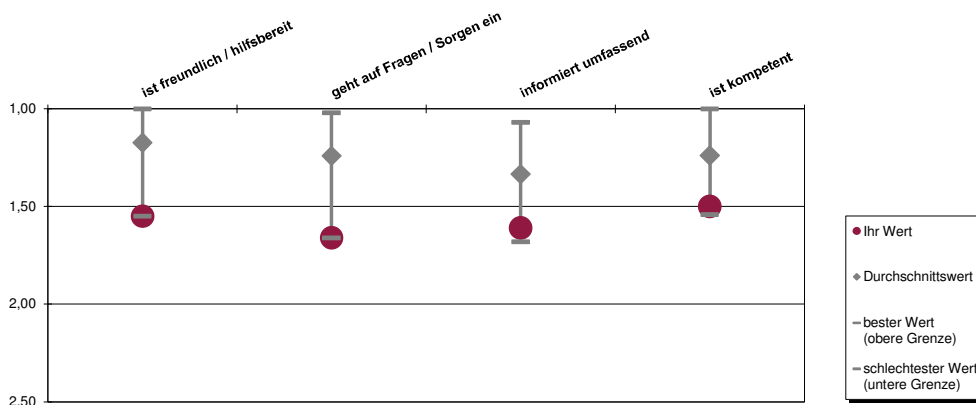 ist freundlich / hilfsbereit
geht auf Fragen / Sorgen ein
informiert umfassend
ist kompetent
1,00
1,50
2,00
2,50
Ihr Wert
Durchschnittswert
bester Wert
(obere Grenze)
schlechtester Wert
(untere Grenze)